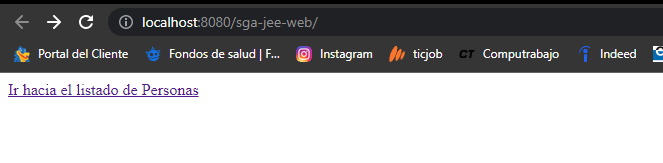 localhost:8080/sga-jee-web/
Portal del Cliente Fondos de salud | F... Instagram ticjob CT Computrabajo Indeed
Ir hacia el listado de Personas